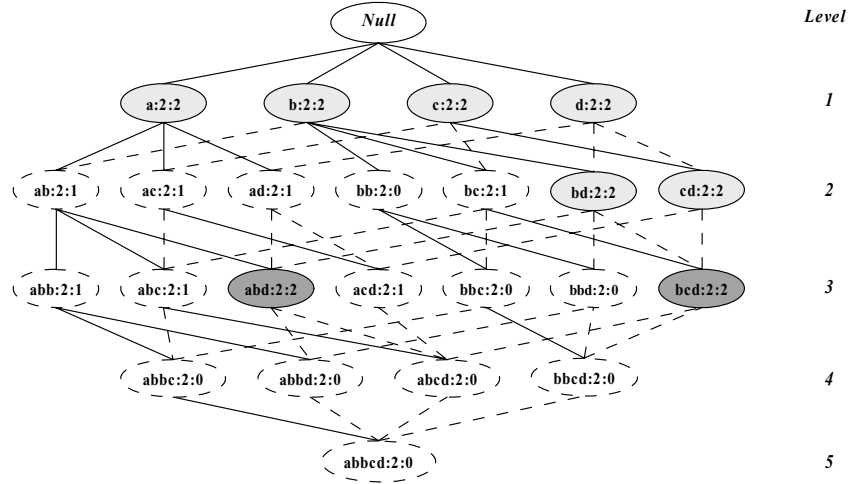 Null Level
a:2:2 b:2:2 c:2:2 d:2:2 1
ab:2:1 ac:2:1 ad:2:1 bb:2:0 bc:2:1 bd:2:2 cd:2:2 2
abb:2:1 abc:2:1 abd:2:2 acd:2:1 bbc:2:0 bbd:2:0 bcd:2:2 3
abbc:2:0 abbd:2:0 abcd:2:0 bbcd:2:0 4
abbcd:2:0 5